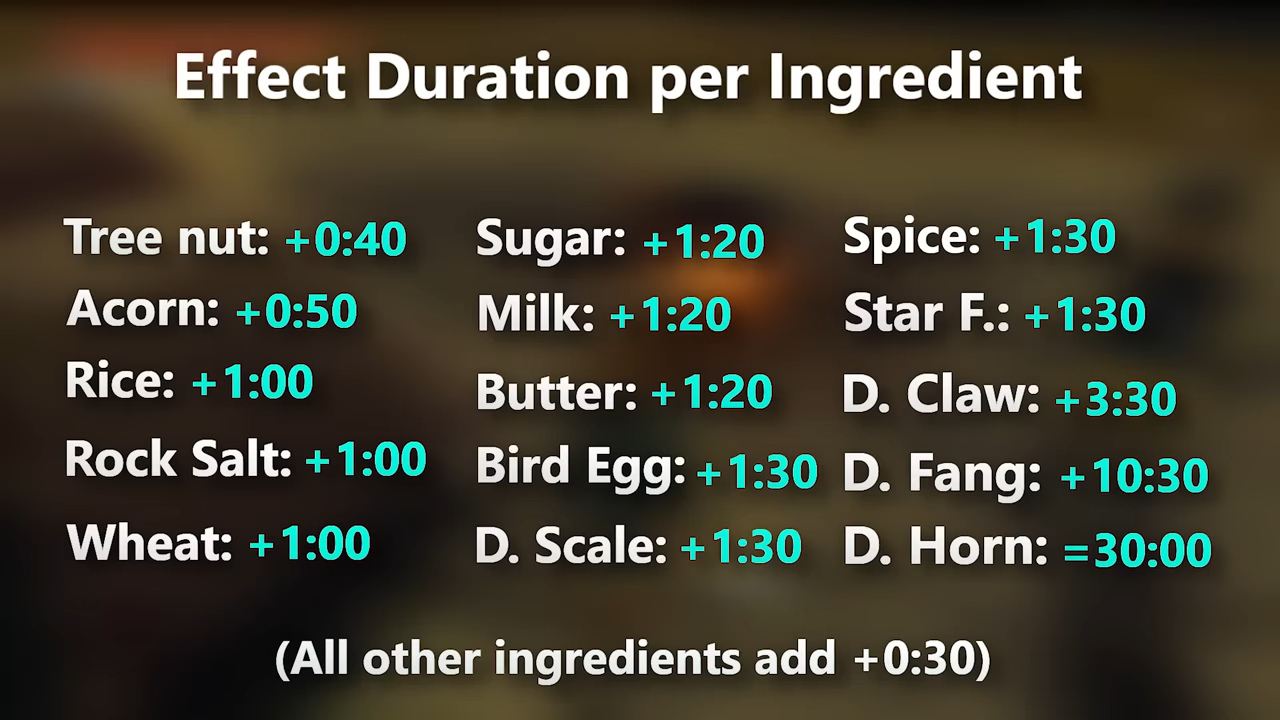 Effect Duration per Ingredient
Tree nut: +0:40
Acorn: +0:50
Rice: +1:00
Rock Salt: +1:00
Wheat: +1:00
Sugar: +1:20
Milk: +1:20
Butter: +1:20
Bird Egg: +1:30
D. Scale: +1:30
Spice: +1:30
Star F.: +1:30
D. Claw: +3:30
D. Fang: +10:30
D. Horn: =30:00
(All other ingredients add +0:30)